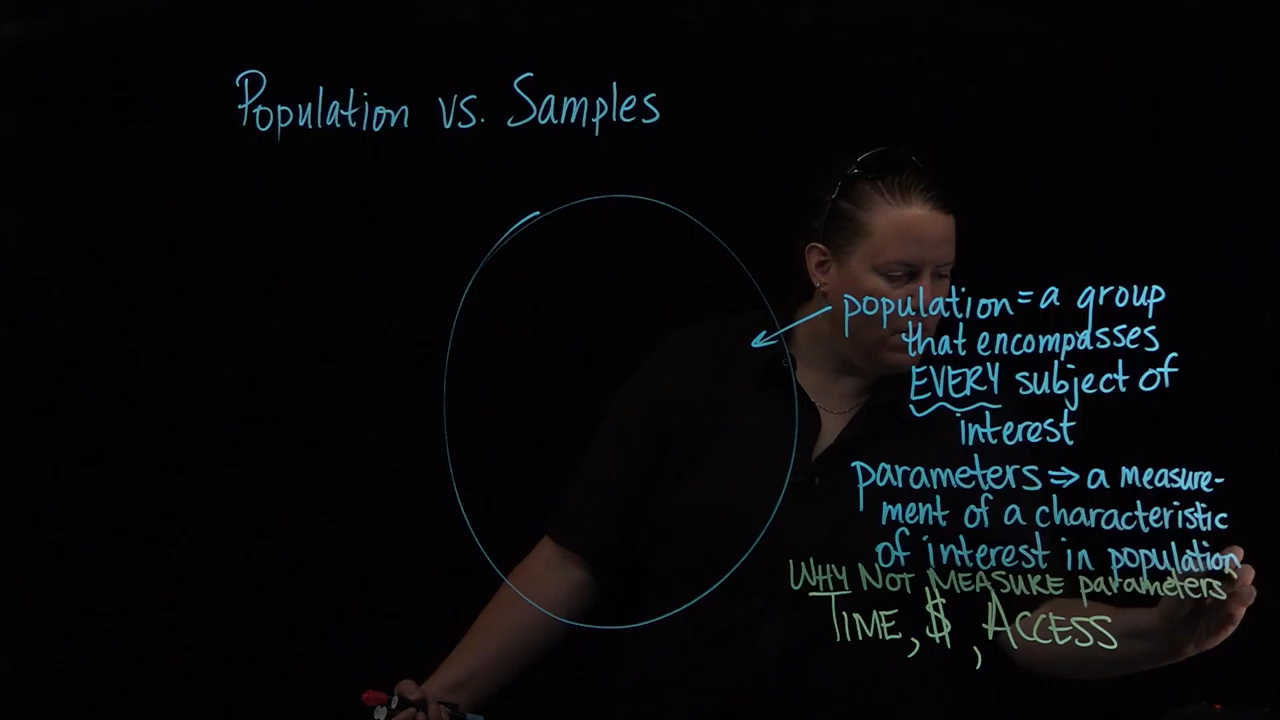 Population vs. Samples
population = a group
that encompasses
EVERY subject of
interest
parameters ⇒ a measure-
ment of a characteristic
of interest in population
WHY NOT MEASURE parameters
TIME, $, ACCESS